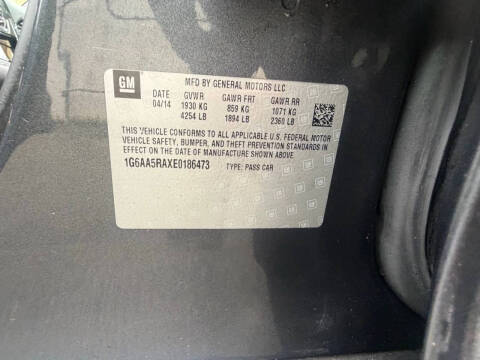 GM
MFD BY GENERAL MOTORS LLC
DATE GVWR GAWR FRT GAWR RR
04/14 1930 KG 859 KG 1071 KG
4254 LB 1894 LB 2360 LB
THIS VEHICLE CONFORMS TO ALL APPLICABLE U.S. FEDERAL MOTOR
VEHICLE SAFETY, BUMPER, AND THEFT PREVENTION STANDARDS IN
EFFECT ON THE DATE OF MANUFACTURE SHOWN ABOVE.
1G6AA5RAXE0186473
TYPE: PASS CAR